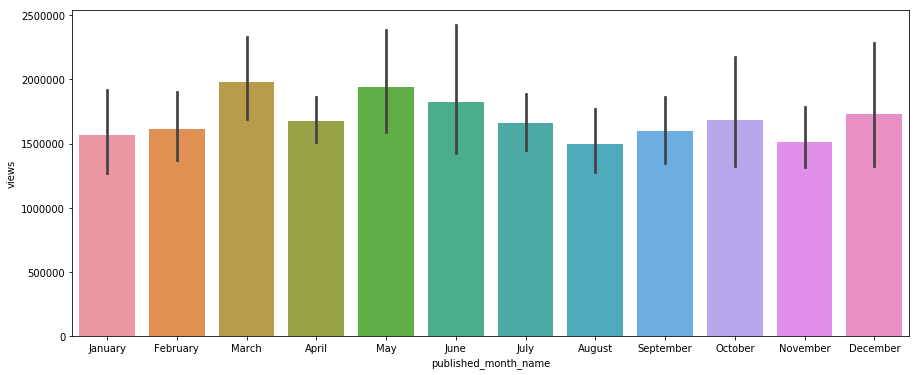 2500000
2000000
1500000
1000000
500000
0
views
January February March April May June July August September October November December
published_month_name